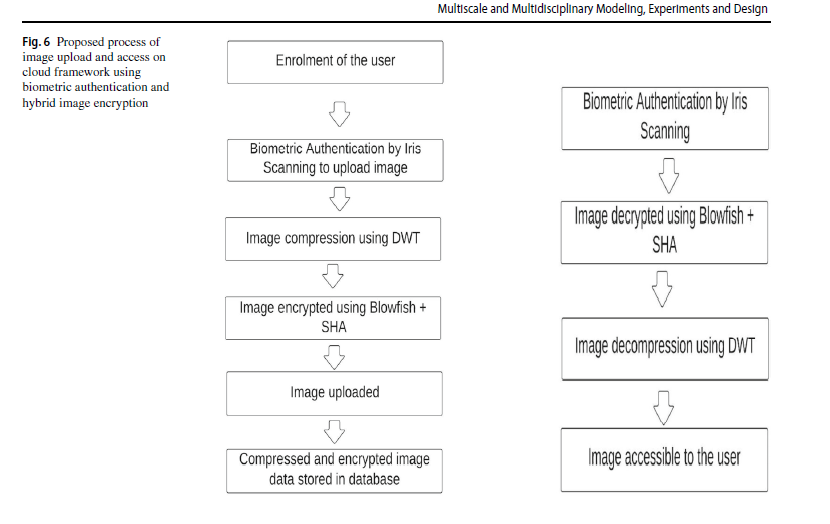 Multiscale and Multidisciplinary Modeling, Experiments and Design
Fig. 6 Proposed process of
image upload and access on
cloud framework using
biometric authentication and
hybrid image encryption
Enrolment of the user
Biometric Authentication by Iris
Scanning to upload image
Image compression using DWT
Image encrypted using Blowfish +
SHA
Image uploaded
Compressed and encrypted image
data stored in database
Biometric Authentication by Iris
Scanning
Image decrypted using Blowfish +
SHA
Image decompression using DWT
Image accessible to the user